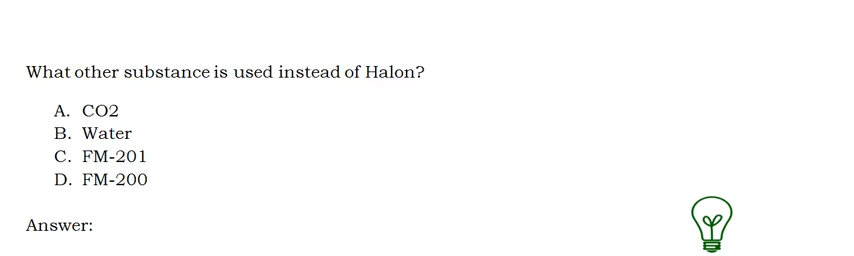 What other substance is used instead of Halon?
A. CO2
B. Water
C. FM-201
D. FM-200
Answer: